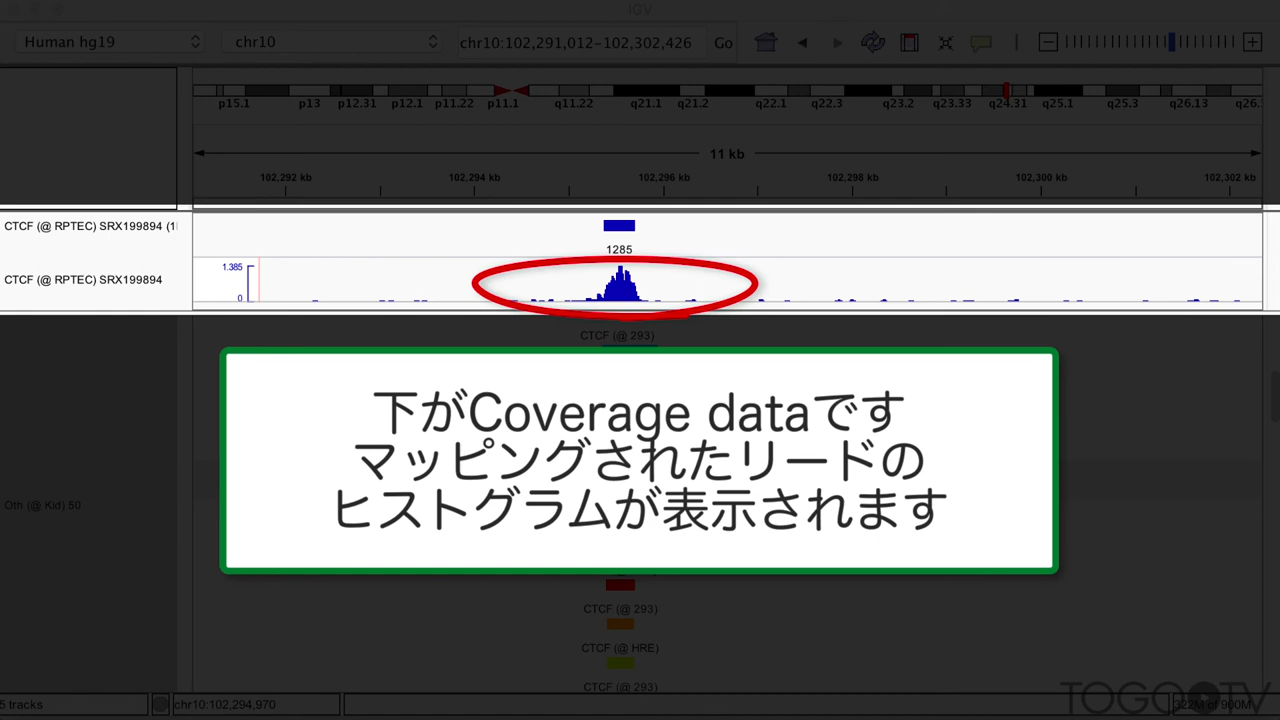 IGV
Human hg19
chr10
chr10:102,291,012-102,302,426
Go
p15.1 p13 p12.31 p12.1 p11.22 p11.1 q11.22 q21.1 q21.2 q22.1 q22.3 q23.2 q23.33 q24.31 q25.1 q25.3 q26.13 q26.
11 kb
102,292 kb 102,294 kb 102,296 kb 102,298 kb 102,300 kb 102,302 kb
CTCF (@ RPTEC) SRX199894 (1
1285
CTCF (@ RPTEC) SRX199894
1.385
0
CTCF (@ 293)
下がCoverage dataです
マッピングされたリードの
ヒストグラムが表示されます
Oth (@ Kid) 50
CTCF (@ 293)
CTCF (@ HRE)
CTCF (@ 293)
5 tracks
chr10:102,294,970
322M of 900M
TOGOTV